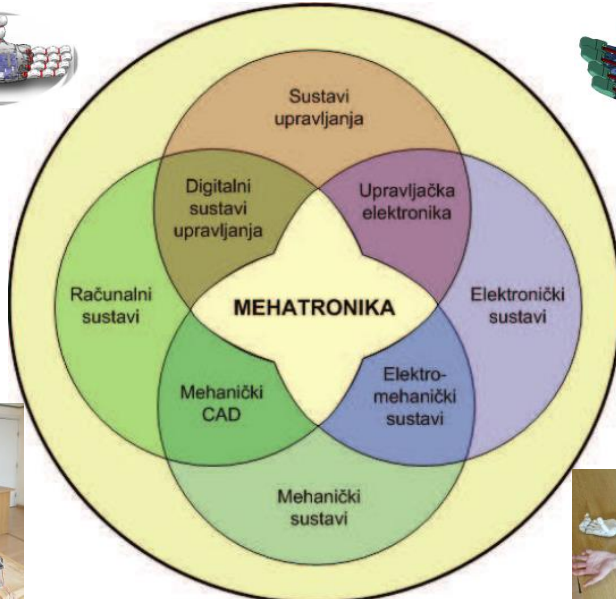 Sustavi
upravljanja
Digitalni
sustavi
upravljanja
Upravljačka
elektronika
Računalni
sustavi
MEHATRONIKA
Elektronički
sustavi
Mehanički
CAD
Elektro-
mehanički
sustavi
Mehanički
sustavi